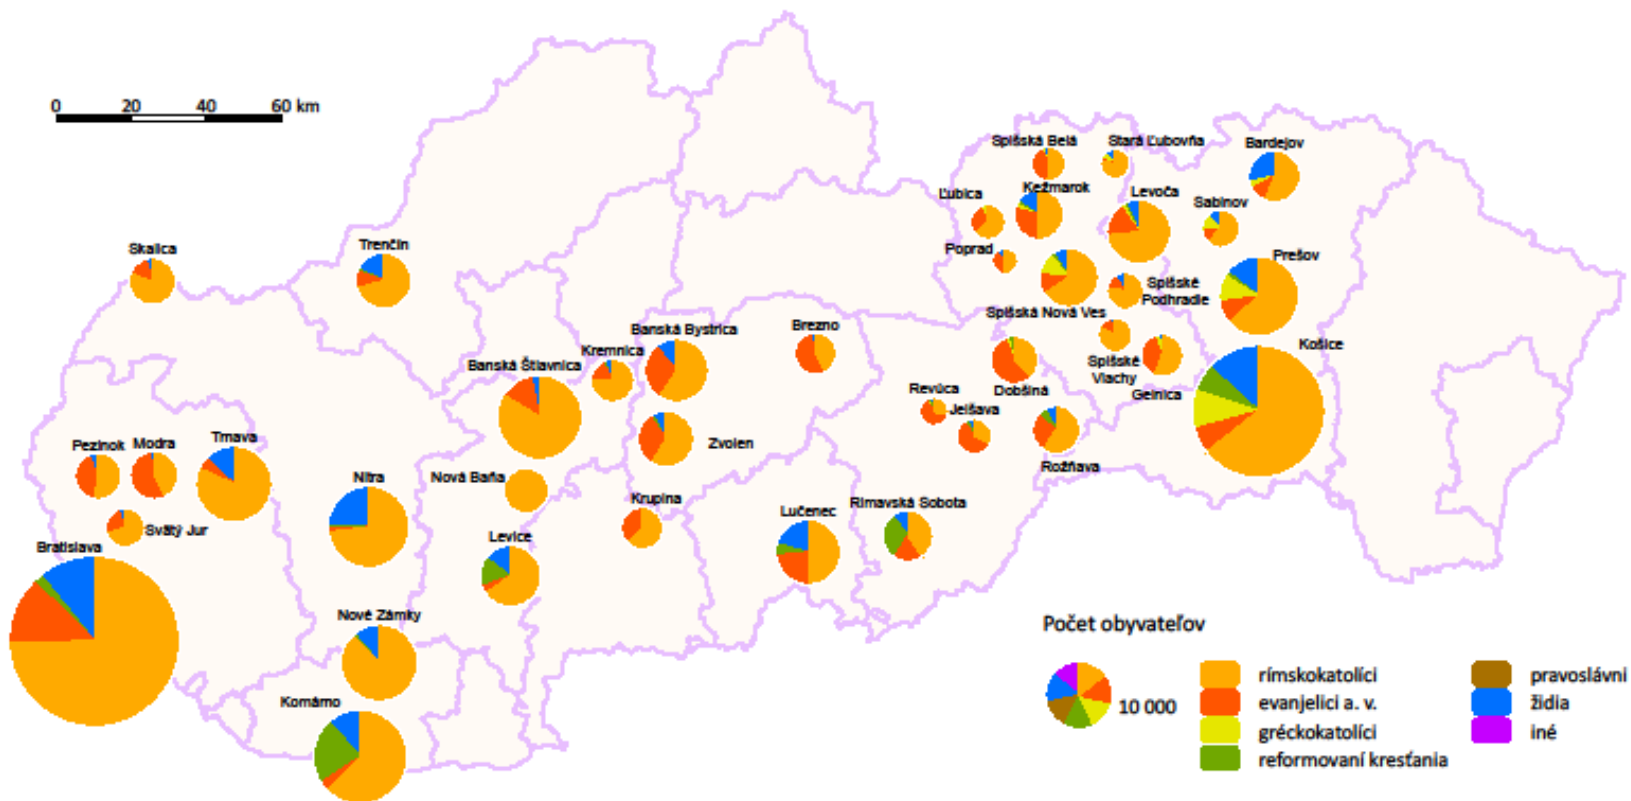 0 20 40 60 km
Spišská Belá
Stará Ľubovňa
Bardejov
Ľubica
Kežmarok
Levoča
Sabinov
Skalica
Trenčín
Poprad
Prešov
Spišské
Podhradie
Spišská Nová Ves
Banská Bystrica
Brezno
Kremnica
Košice
Banská Štiavnica
Spišské
Vlachy
Dobšiná
Gelnica
Revúca
Jelšava
Pezinok
Modra
Trnava
Zvolen
Rožňava
Nová Baňa
Nitra
Krupina
Rimavská Sobota
Lučenec
Svätý Jur
Levice
Bratislava
Nové Zámky
Komárno
Počet obyvateľov
10 000
rímskokatolíci
evanjelici a. v.
gréckokatolíci
reformovaní kresťania
pravoslávni
židia
iné